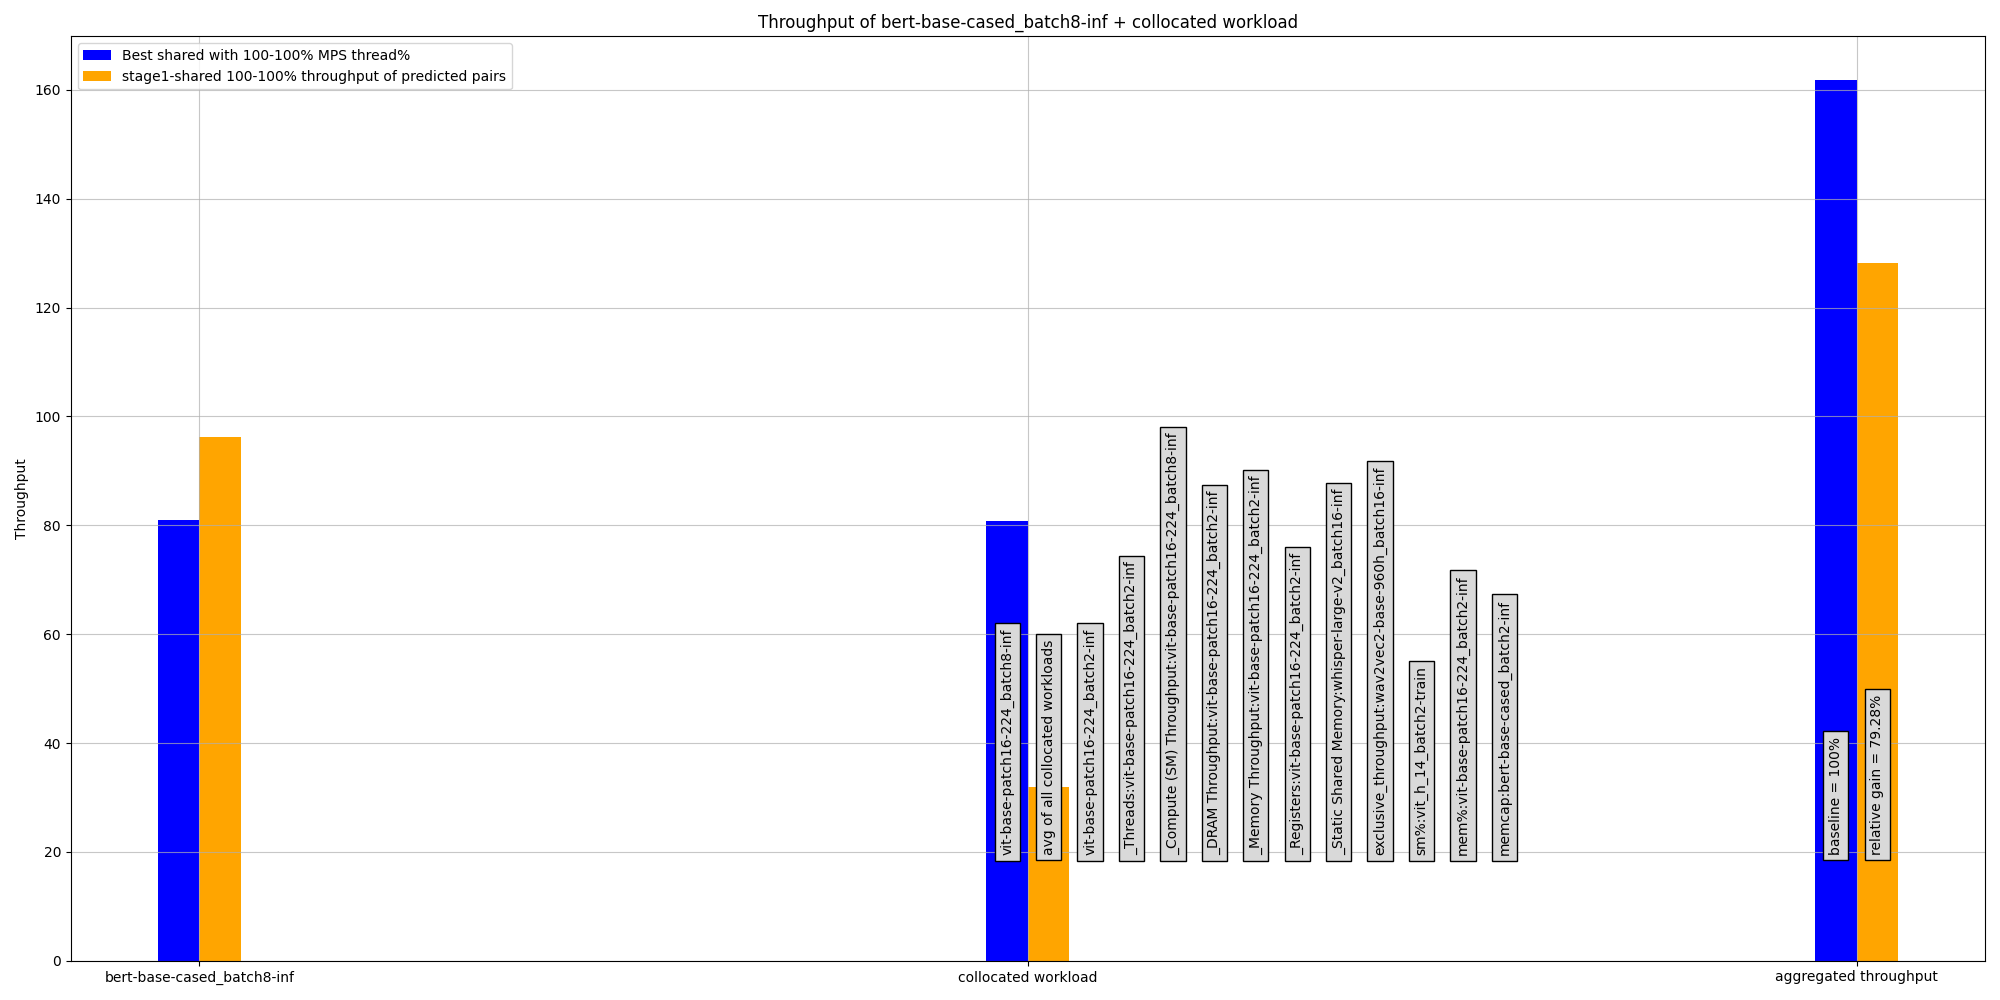 Throughput of bert-base-cased_batch8-inf + collocated workload
Best shared with 100-100% MPS thread%
stage1-shared 100-100% throughput of predicted pairs
Throughput
160
140
120
100
80
60
40
20
0
vit-base-patch16-224_batch8-inf
avg of all collocated workloads
vit-base-patch16-224_batch2-inf
_Threads:vit-base-patch16-224_batch2-inf
_Compute (SM) Throughput:vit-base-patch16-224_batch8-inf
_DRAM Throughput:vit-base-patch16-224_batch2-inf
_Memory Throughput:vit-base-patch16-224_batch2-inf
_Registers:vit-base-patch16-224_batch2-inf
_Static Shared Memory:whisper-large-v2_batch16-inf
exclusive_throughput:wav2vec2-base-960h_batch16-inf
sm%:vit_h_14_batch2-train
mem%:vit-base-patch16-224_batch2-inf
memcap:bert-base-cased_batch2-inf
baseline = 100%
relative gain = 79.28%
bert-base-cased_batch8-inf
collocated workload
aggregated throughput